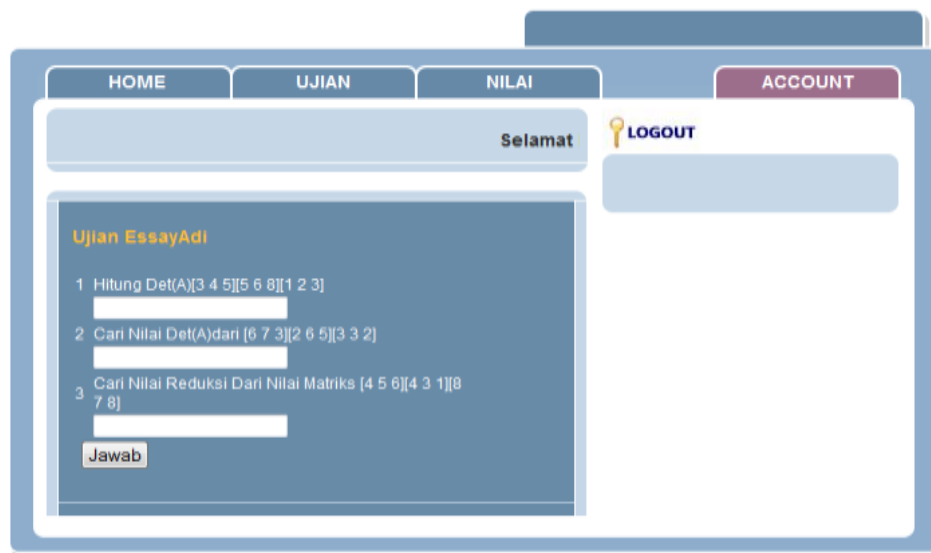 HOME UJIAN NILAI ACCOUNT
Selamat
LOGOUT
Ujian EssayAdi
1 Hitung Det(A)[3 4 5][5 6 8][1 2 3]
2 Cari Nilai Det(A)dari [6 7 3][2 6 5][3 3 2]
3 Cari Nilai Reduksi Dari Nilai Matriks [4 5 6][4 3 1][8
7 8]
Jawab